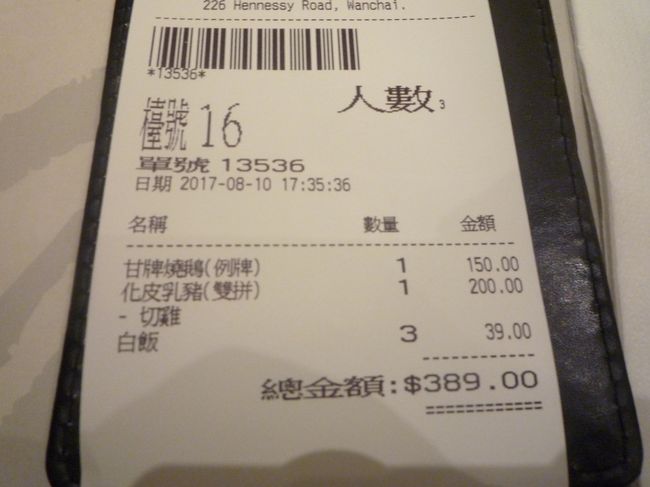 226 Hennessy Road, Wanchai.
*13536*
人數 3
檯號 16
單號 13536
日期 2017-08-10 17:35:36
名稱 數量 金額
甘牌燒鵝(例牌) 1 150.00
化皮乳豬(雙拼) 1 200.00
- 切雞
白飯 3 39.00
總金額:$389.00